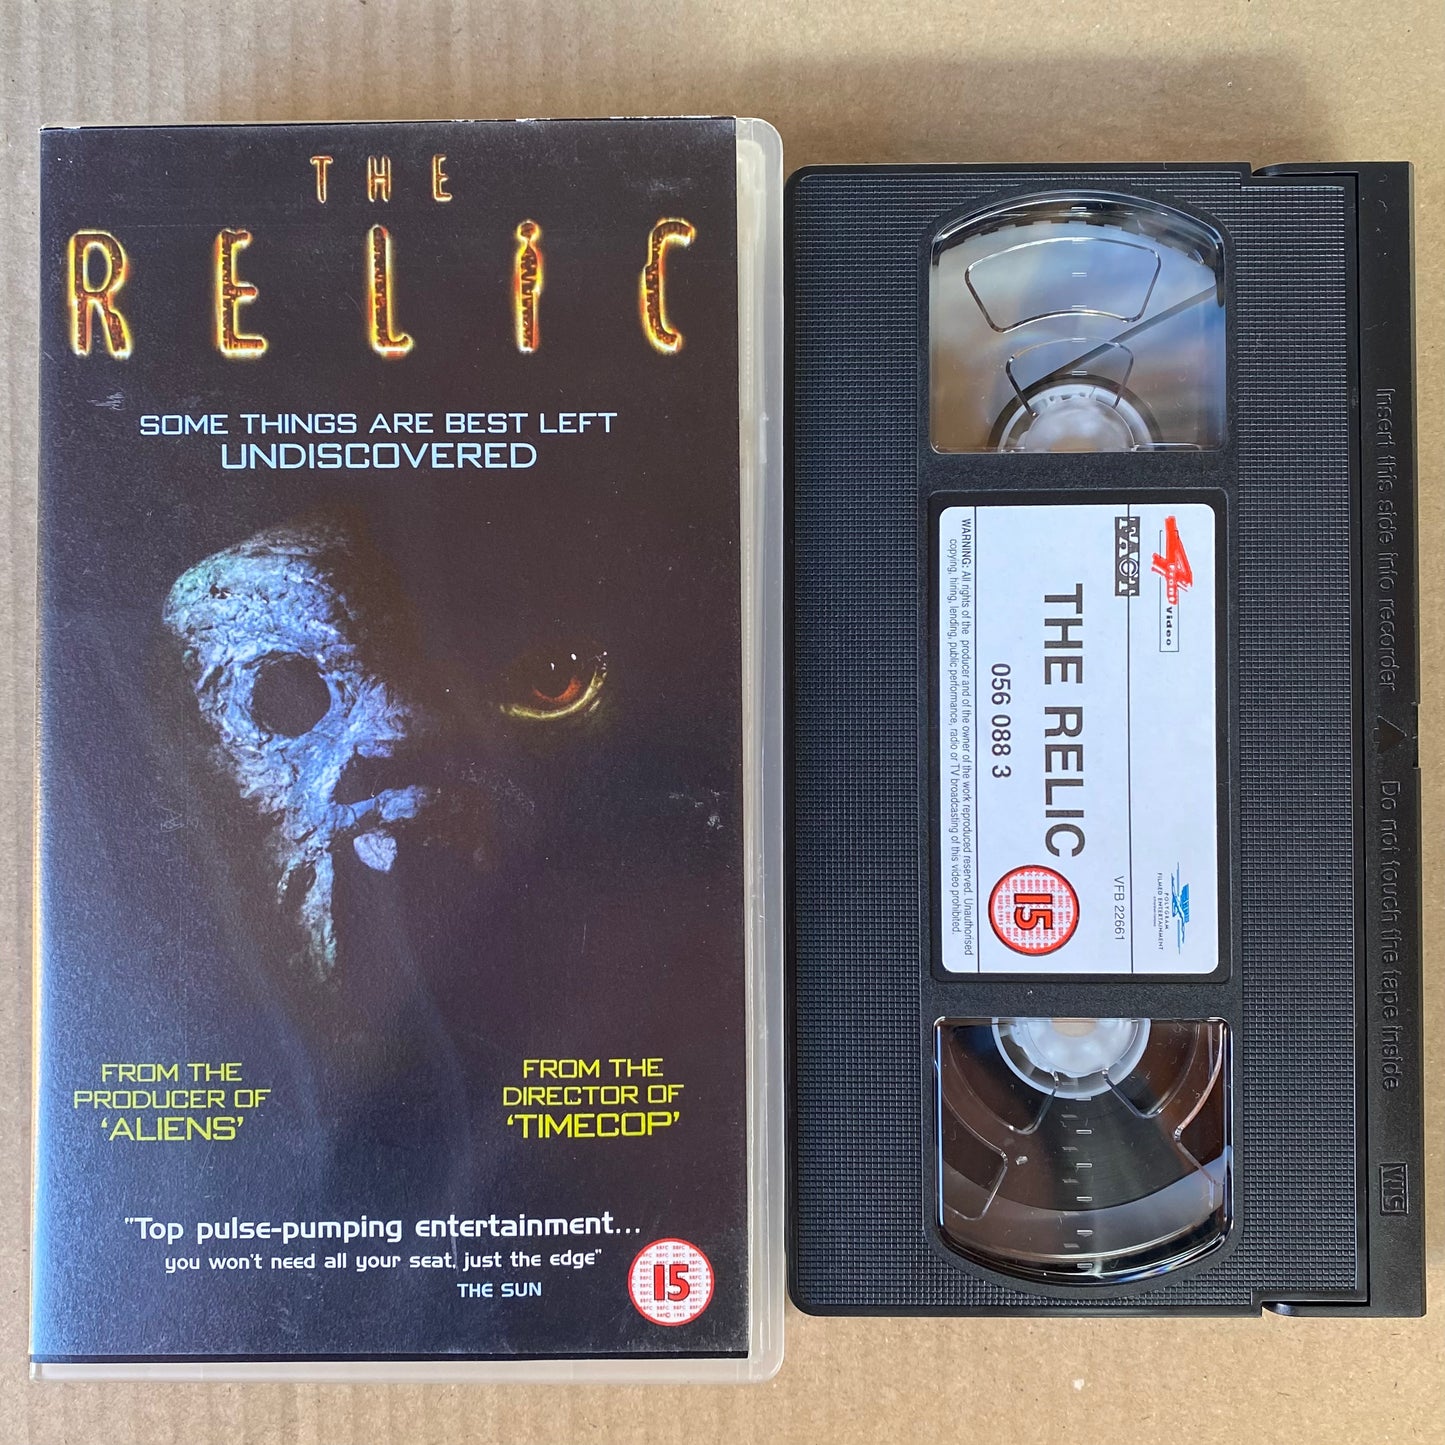 THE
RELIC
SOME THINGS ARE BEST LEFT
UNDISCOVERED
FROM THE
PRODUCER OF
'ALIENS'
FROM THE
DIRECTOR OF
'TIMECOP'
"Top pulse-pumping entertainment...
you won't need all your seat, just the edge"
THE SUN
15
4
Front
Video
FACT
THE RELIC
056 088 3
WARNING: All rights of the producer and of the owner of the work reproduced reserved. Unauthorised
copying, hiring, lending, public performance, radio or TV broadcasting of this video prohibited.
15
VFB 22661
POLYGRAM
FILMED ENTERTAINMENT
Insert this side into recorder
Do not touch the tape inside
VHS